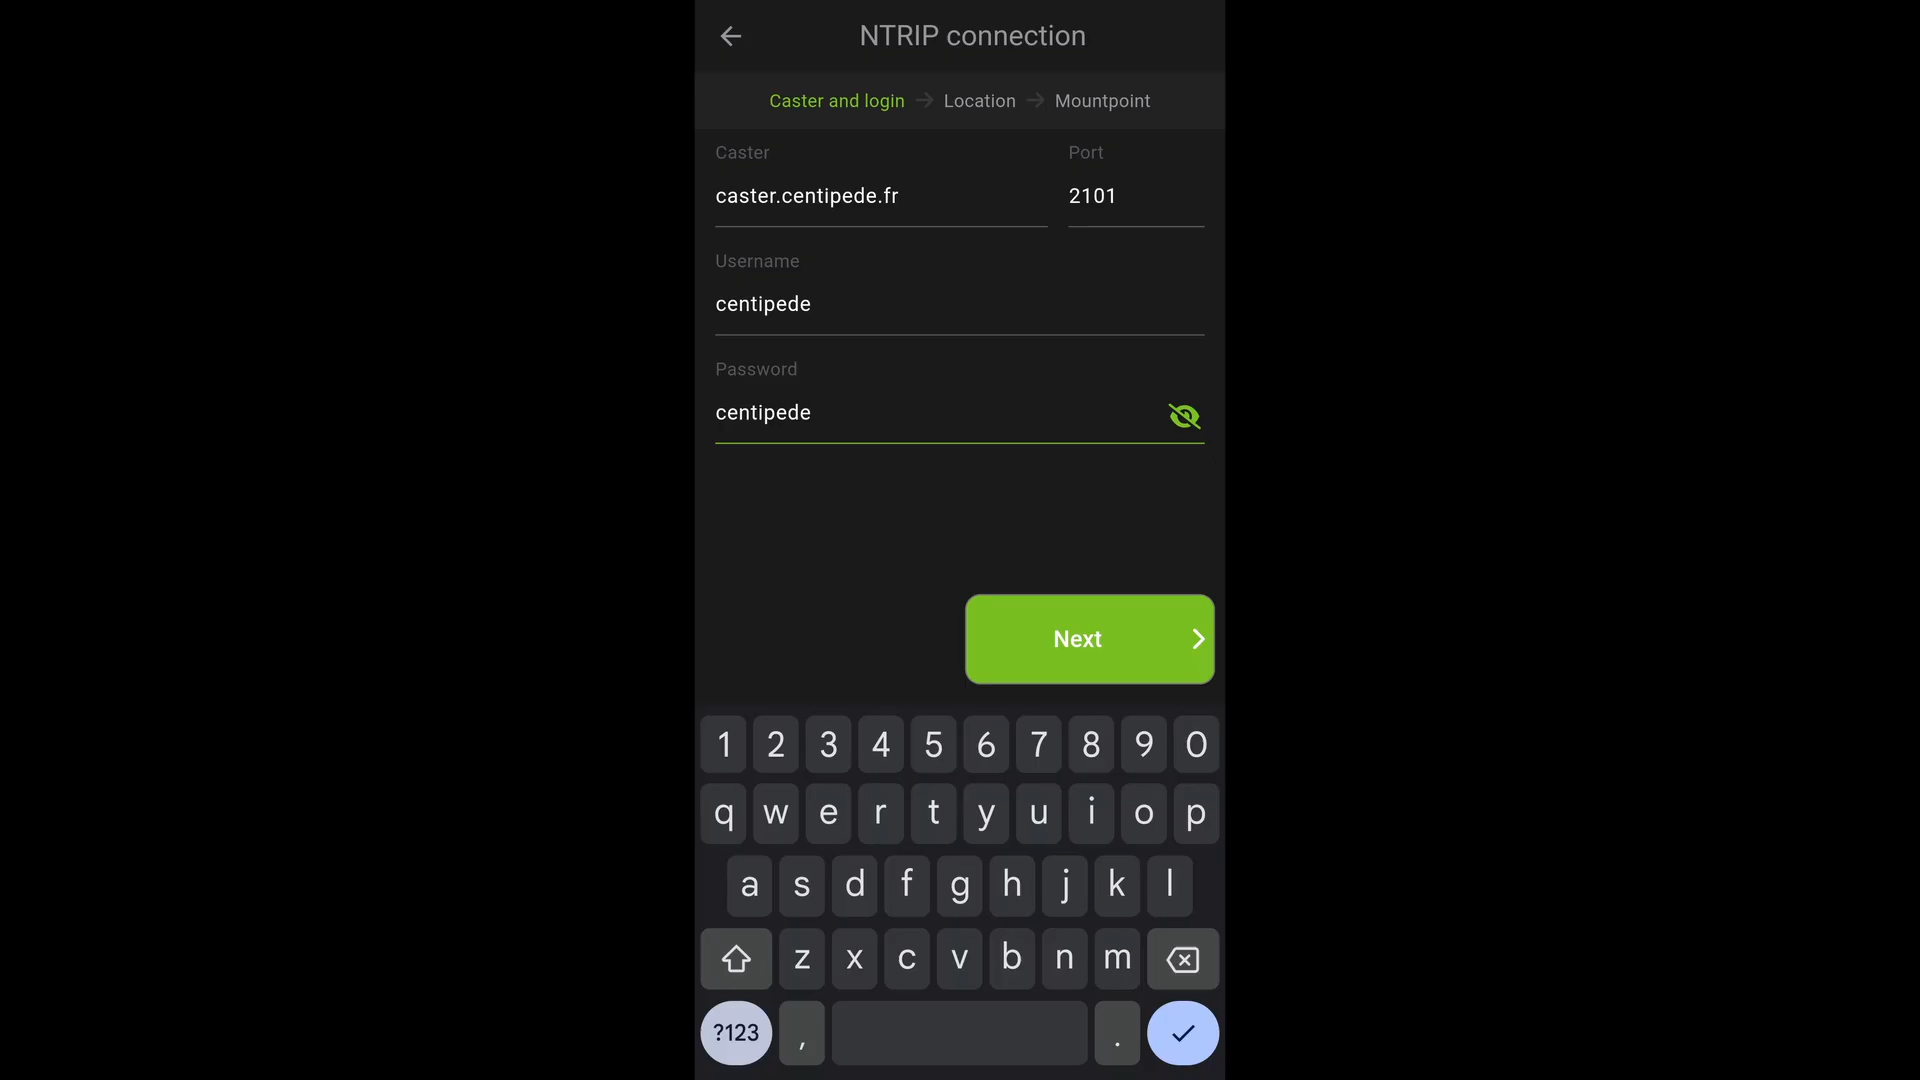 NTRIP connection
Caster and login → Location → Mountpoint
Caster Port
caster.centipede.fr 2101
Username
centipede
Password
centipede
Next
1 2 3 4 5 6 7 8 9 0
q w e r t y u i o p
a s d f g h j k l
z x c v b n m
?123 , .